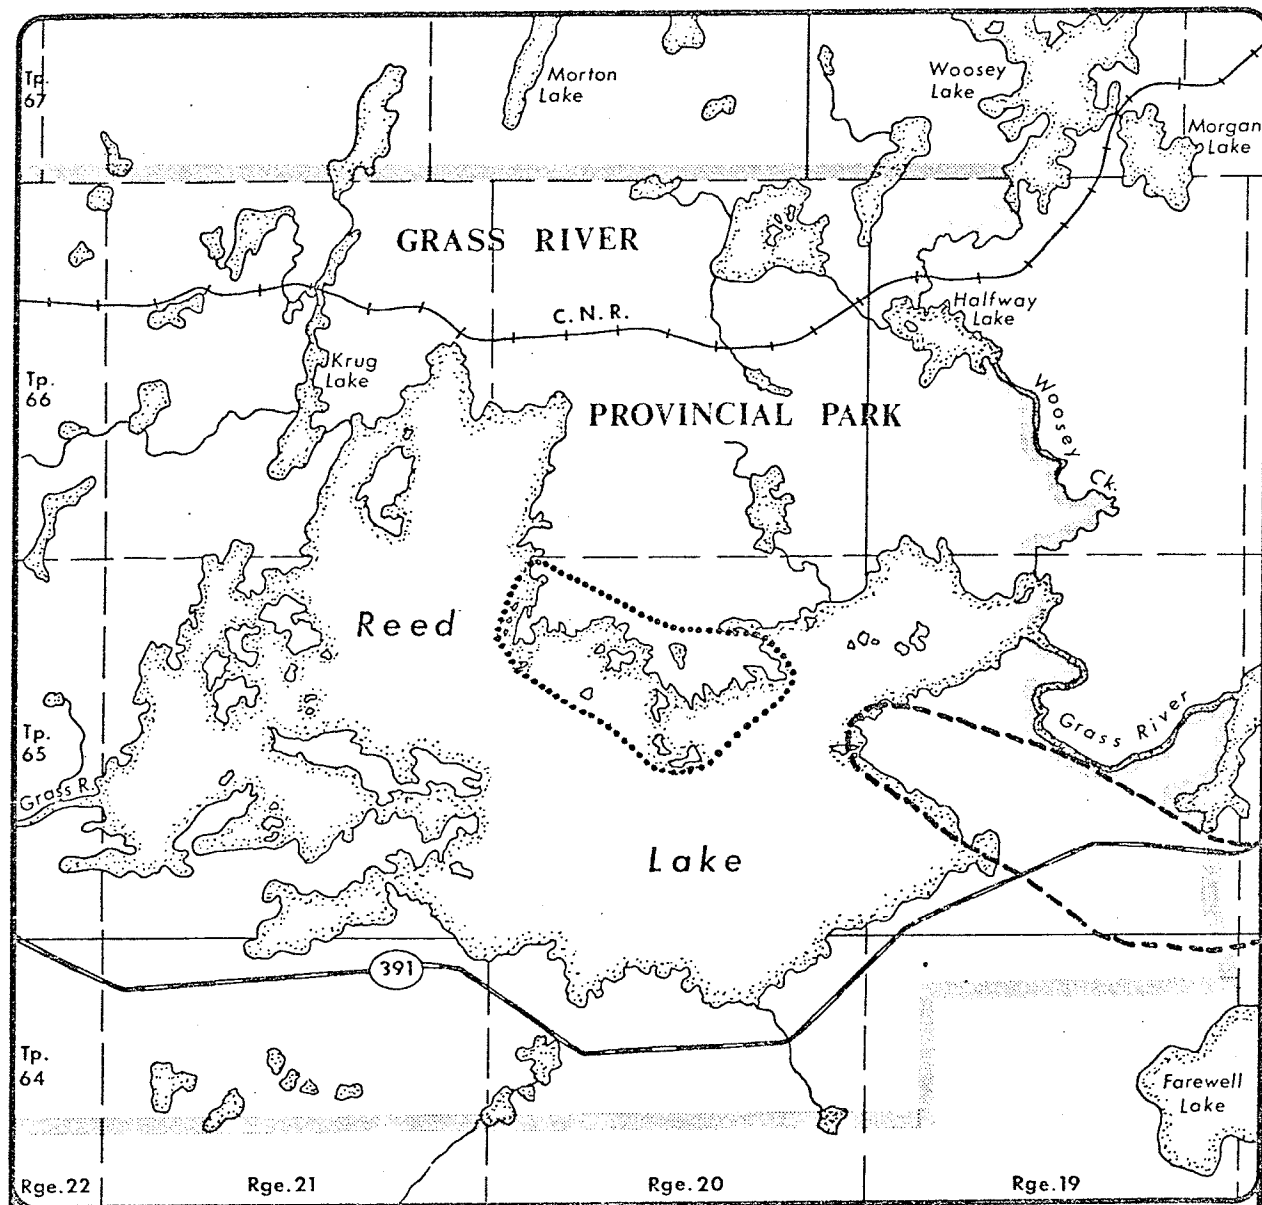 Tp.
67
Morton
Lake
Woosey
Lake
Morgan
Lake
GRASS RIVER
C.N.R.
Halfway
Lake
Krug
Lake
Tp.
66
PROVINCIAL PARK
Woosey Ck.
Reed
Grass River
Tp.
65
Grass R.
Lake
391
Tp.
64
Farewell
Lake
Rge.22 Rge.21 Rge.20 Rge.19